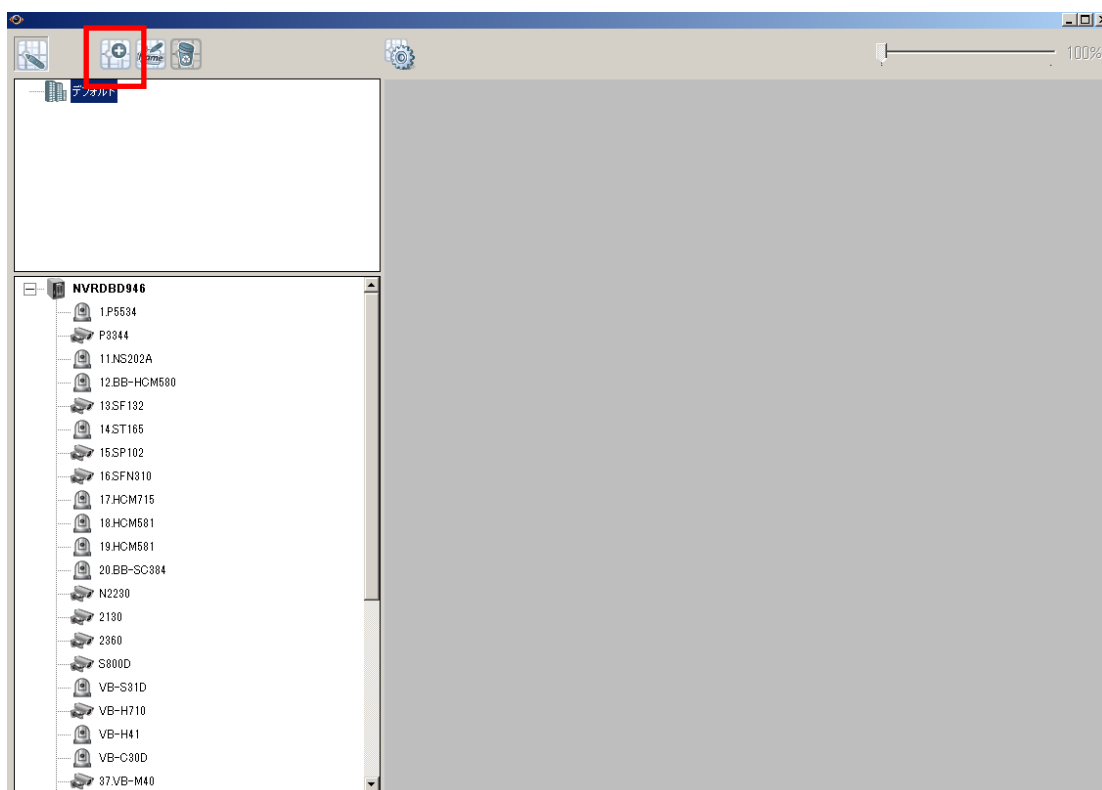 Name
100%
デフォルト
NVRDBD946
1.P5534
P3344
11.NS202A
12.BB-HCM580
13.SF132
14.ST165
15.SP102
16.SFN310
17.HCM715
18.HCM581
19.HCM581
20.BB-SC384
N2230
2130
2360
S800D
VB-S31D
VB-H710
VB-H41
VB-C30D
37.VB-M40